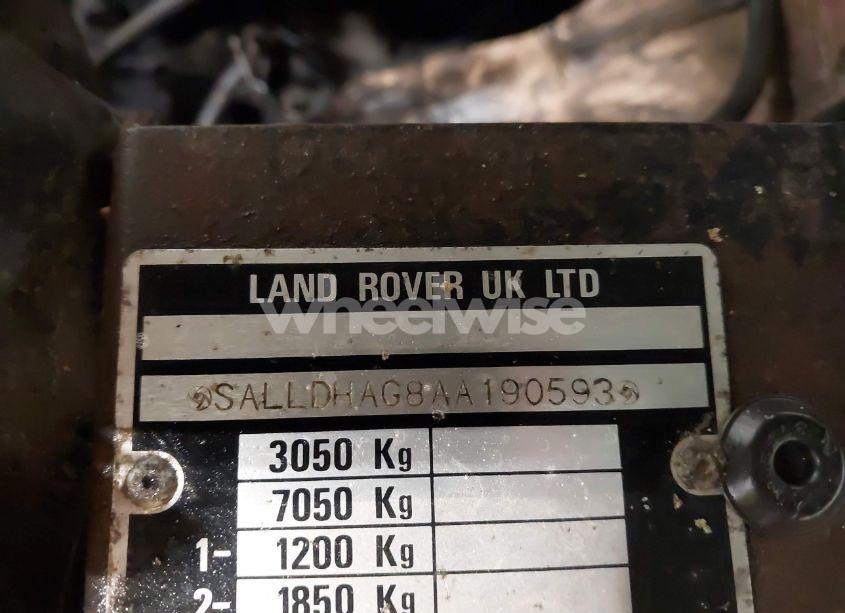 LAND ROVER UK LTD
wheelwise
SALLDHAG8AA190593
3050 Kg
7050 Kg
1- 1200 Kg
2- 1850 Kg